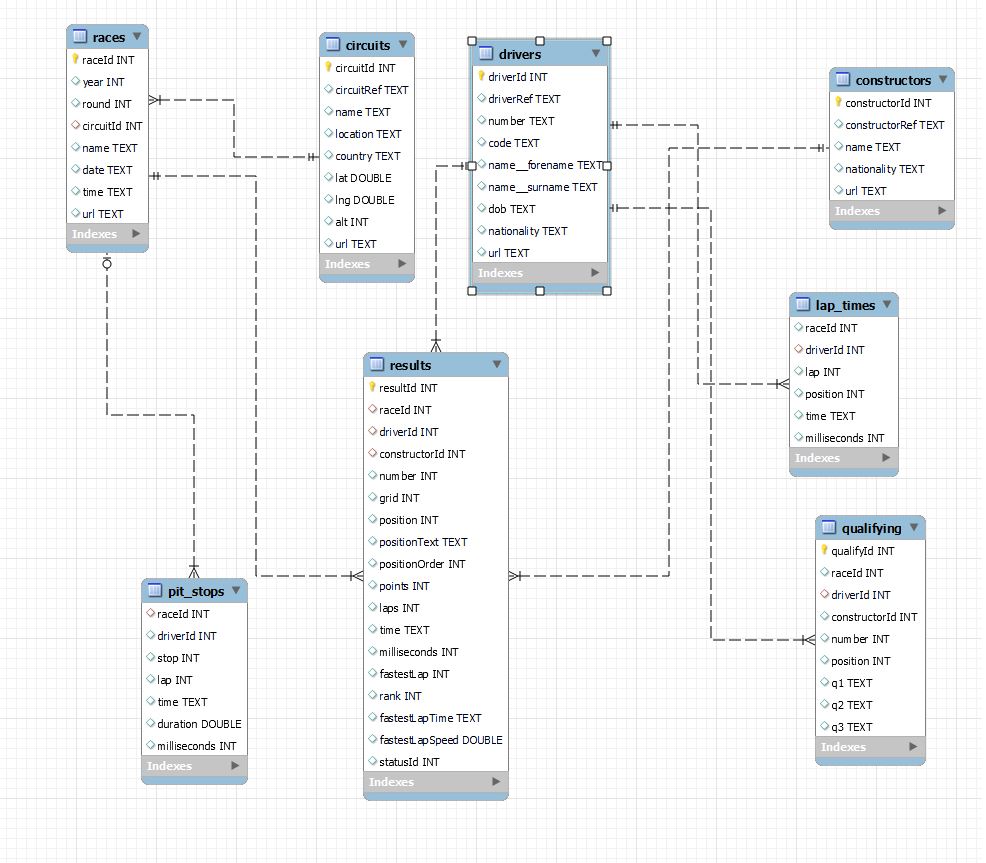 races
raceId INT
year INT
round INT
circuitId INT
name TEXT
date TEXT
time TEXT
url TEXT
Indexes
circuits
circuitId INT
circuitRef TEXT
name TEXT
location TEXT
country TEXT
lat DOUBLE
lng DOUBLE
alt INT
url TEXT
Indexes
drivers
driverId INT
driverRef TEXT
number TEXT
code TEXT
name__forename TEXT
name__surname TEXT
dob TEXT
nationality TEXT
url TEXT
Indexes
constructors
constructorId INT
constructorRef TEXT
name TEXT
nationality TEXT
url TEXT
Indexes
lap_times
raceId INT
driverId INT
lap INT
position INT
time TEXT
milliseconds INT
Indexes
results
resultId INT
raceId INT
driverId INT
constructorId INT
number INT
grid INT
position INT
positionText TEXT
positionOrder INT
points INT
laps INT
time TEXT
milliseconds INT
fastestLap INT
rank INT
fastestLapTime TEXT
fastestLapSpeed DOUBLE
statusId INT
Indexes
qualifying
qualifyId INT
raceId INT
driverId INT
constructorId INT
number INT
position INT
q1 TEXT
q2 TEXT
q3 TEXT
Indexes
pit_stops
raceId INT
driverId INT
stop INT
lap INT
time TEXT
duration DOUBLE
milliseconds INT
Indexes